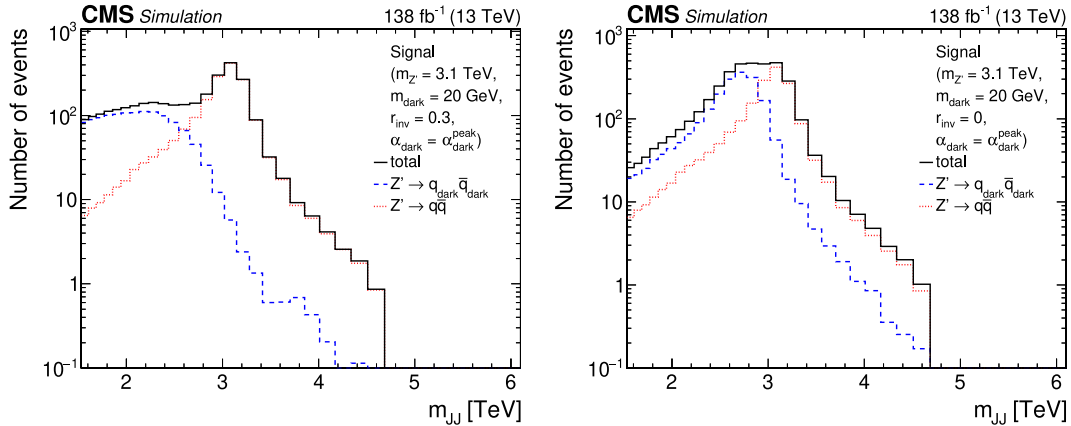 CMS Simulation 138 fb⁻¹ (13 TeV)
Number of events
10³
10²
10
1
10⁻¹
Signal
(m_Z' = 3.1 TeV,
m_dark = 20 GeV,
r_inv = 0.3,
α_dark = α_dark^peak)
total
Z' → q_dark q̅_dark
Z' → qq̅
2 3 4 5 6
m_JJ [TeV]
CMS Simulation 138 fb⁻¹ (13 TeV)
Number of events
10³
10²
10
1
10⁻¹
Signal
(m_Z' = 3.1 TeV,
m_dark = 20 GeV,
r_inv = 0,
α_dark = α_dark^peak)
total
Z' → q_dark q̅_dark
Z' → qq̅
2 3 4 5 6
m_JJ [TeV]